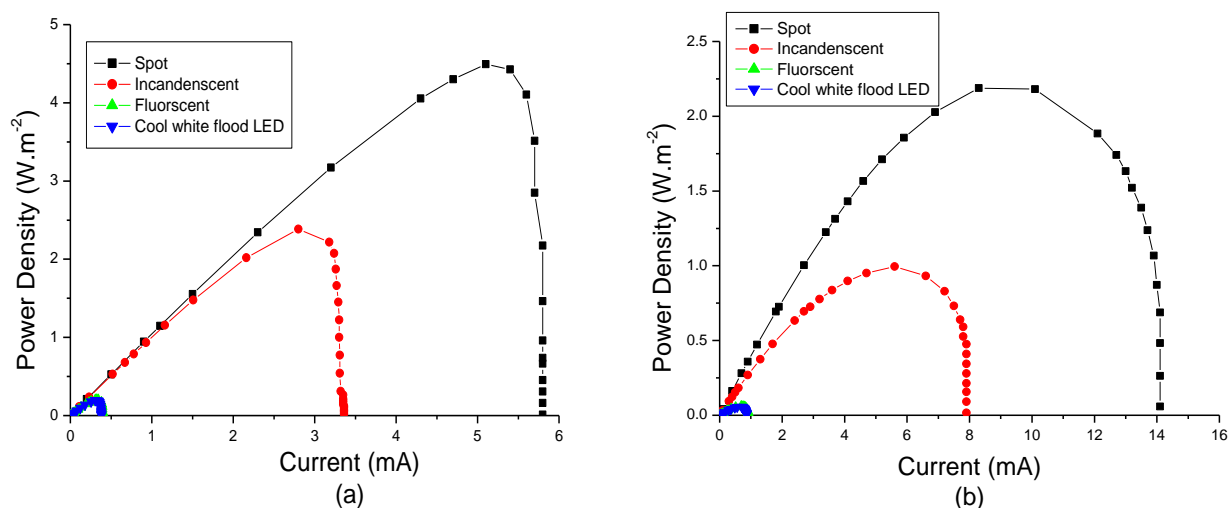 5
4
3
2
1
0
Power Density (W.m⁻²)
Spot
Incandenscent
Fluorscent
Cool white flood LED
0 1 2 3 4 5 6
Current (mA)
(a)
2.5
2.0
1.5
1.0
0.5
0.0
Power Density (W.m⁻²)
Spot
Incandenscent
Fluorscent
Cool white flood LED
0 2 4 6 8 10 12 14 16
Current (mA)
(b)